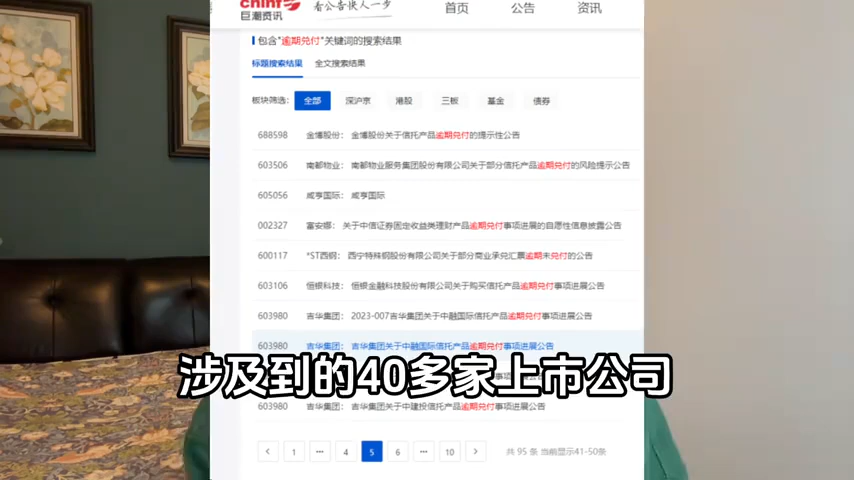 cninf
巨潮资讯
看公告快人一步
首页 公告 资讯
包含"逾期兑付"关键词的搜索结果
标题搜索结果 全文搜索结果
板块筛选: 全部 深沪京 港股 三板 基金 债券
688598 金博股份: 金博股份关于信托产品逾期兑付的提示性公告
603506 南都物业: 南都物业服务集团股份有限公司关于部分信托产品逾期兑付的风险提示公告
605056 咸亨国际: 咸亨国际
002327 富安娜: 关于中信证券固定收益类理财产品逾期兑付事项进展的自愿性信息披露公告
600117 *ST西钢: 西宁特殊钢股份有限公司关于部分商业承兑汇票逾期未兑付的公告
603106 恒银科技: 恒银金融科技股份有限公司关于购买信托产品逾期兑付事项进展公告
603980 吉华集团: 2023-007吉华集团关于中融国际信托产品逾期兑付事项进展公告
603980 吉华集团: 吉华集团关于中融国际信托产品逾期兑付事项进展公告
涉及到的40多家上市公司
603980 吉华集团: 吉华集团关于中建投信托产品逾期兑付事项进展公告
< 1 ··· 4 5 6 ··· 10 > 共 95 条 当前显示41-50条